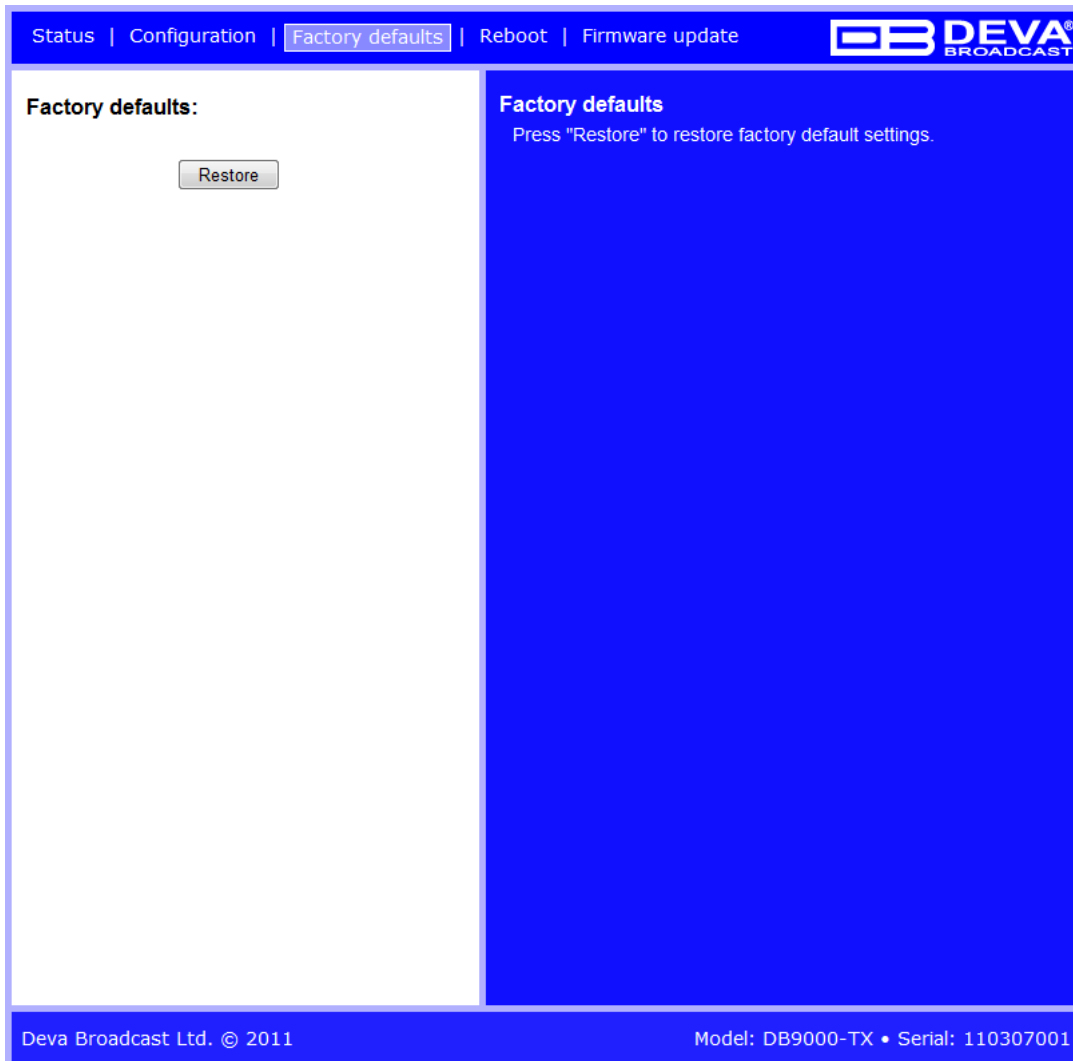 Status | Configuration | Factory defaults | Reboot | Firmware update
DB DEVA®
BROADCAST
Factory defaults:
Restore
Factory defaults
Press "Restore" to restore factory default settings.
Deva Broadcast Ltd. © 2011
Model: DB9000-TX • Serial: 110307001